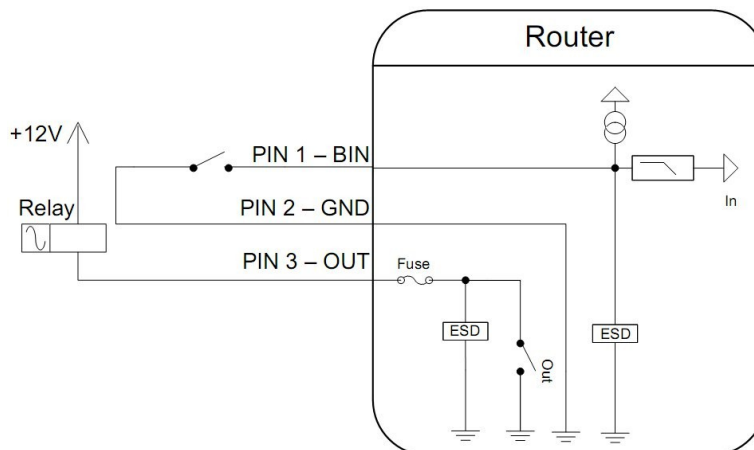 Router
+12V
PIN 1 – BIN
In
Relay
PIN 2 – GND
PIN 3 – OUT
Fuse
ESD
ESD
Out